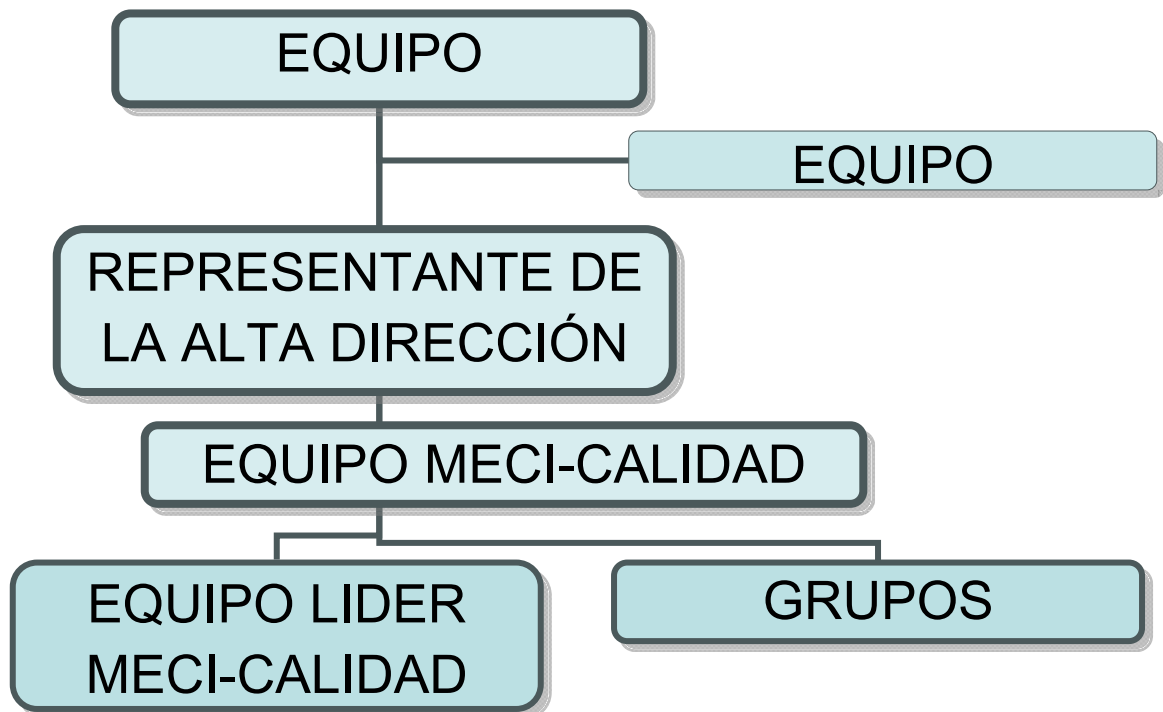 EQUIPO
EQUIPO
REPRESENTANTE DE
LA ALTA DIRECCIÓN
EQUIPO MECI-CALIDAD
EQUIPO LIDER
MECI-CALIDAD
GRUPOS